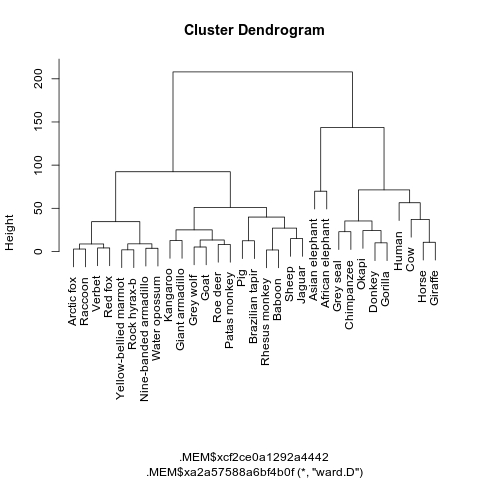 Cluster Dendrogram
Height
200
150
100
50
0
Arctic fox
Raccoon
Vervet
Red fox
Yellow-bellied marmot
Rock hyrax-b
Nine-banded armadillo
Water opossum
Kangaroo
Giant armadillo
Grey wolf
Goat
Roe deer
Patas monkey
Pig
Brazilian tapir
Rhesus monkey
Baboon
Sheep
Jaguar
Asian elephant
African elephant
Grey seal
Chimpanzee
Okapi
Donkey
Gorilla
Human
Cow
Horse
Giraffe
.MEM$xcf2ce0a1292a4442
.MEM$xa2a57588a6bf4b0f (*, "ward.D")